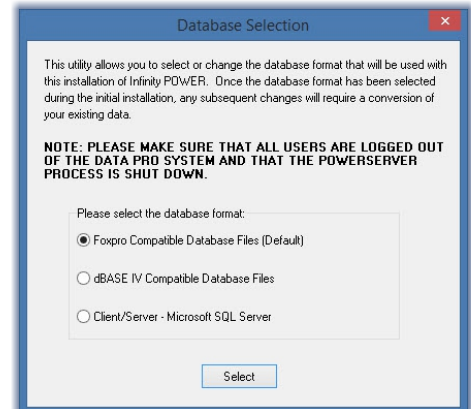 Database Selection
This utility allows you to select or change the database format that will be used with
this installation of Infinity POWER. Once the database format has been selected
during the initial installation, any subsequent changes will require a conversion of
your existing data.
NOTE: PLEASE MAKE SURE THAT ALL USERS ARE LOGGED OUT
OF THE DATA PRO SYSTEM AND THAT THE POWERSERVER
PROCESS IS SHUT DOWN.
Please select the database format:
Foxpro Compatible Database Files (Default)
dBASE IV Compatible Database Files
Client/Server - Microsoft SQL Server
Select